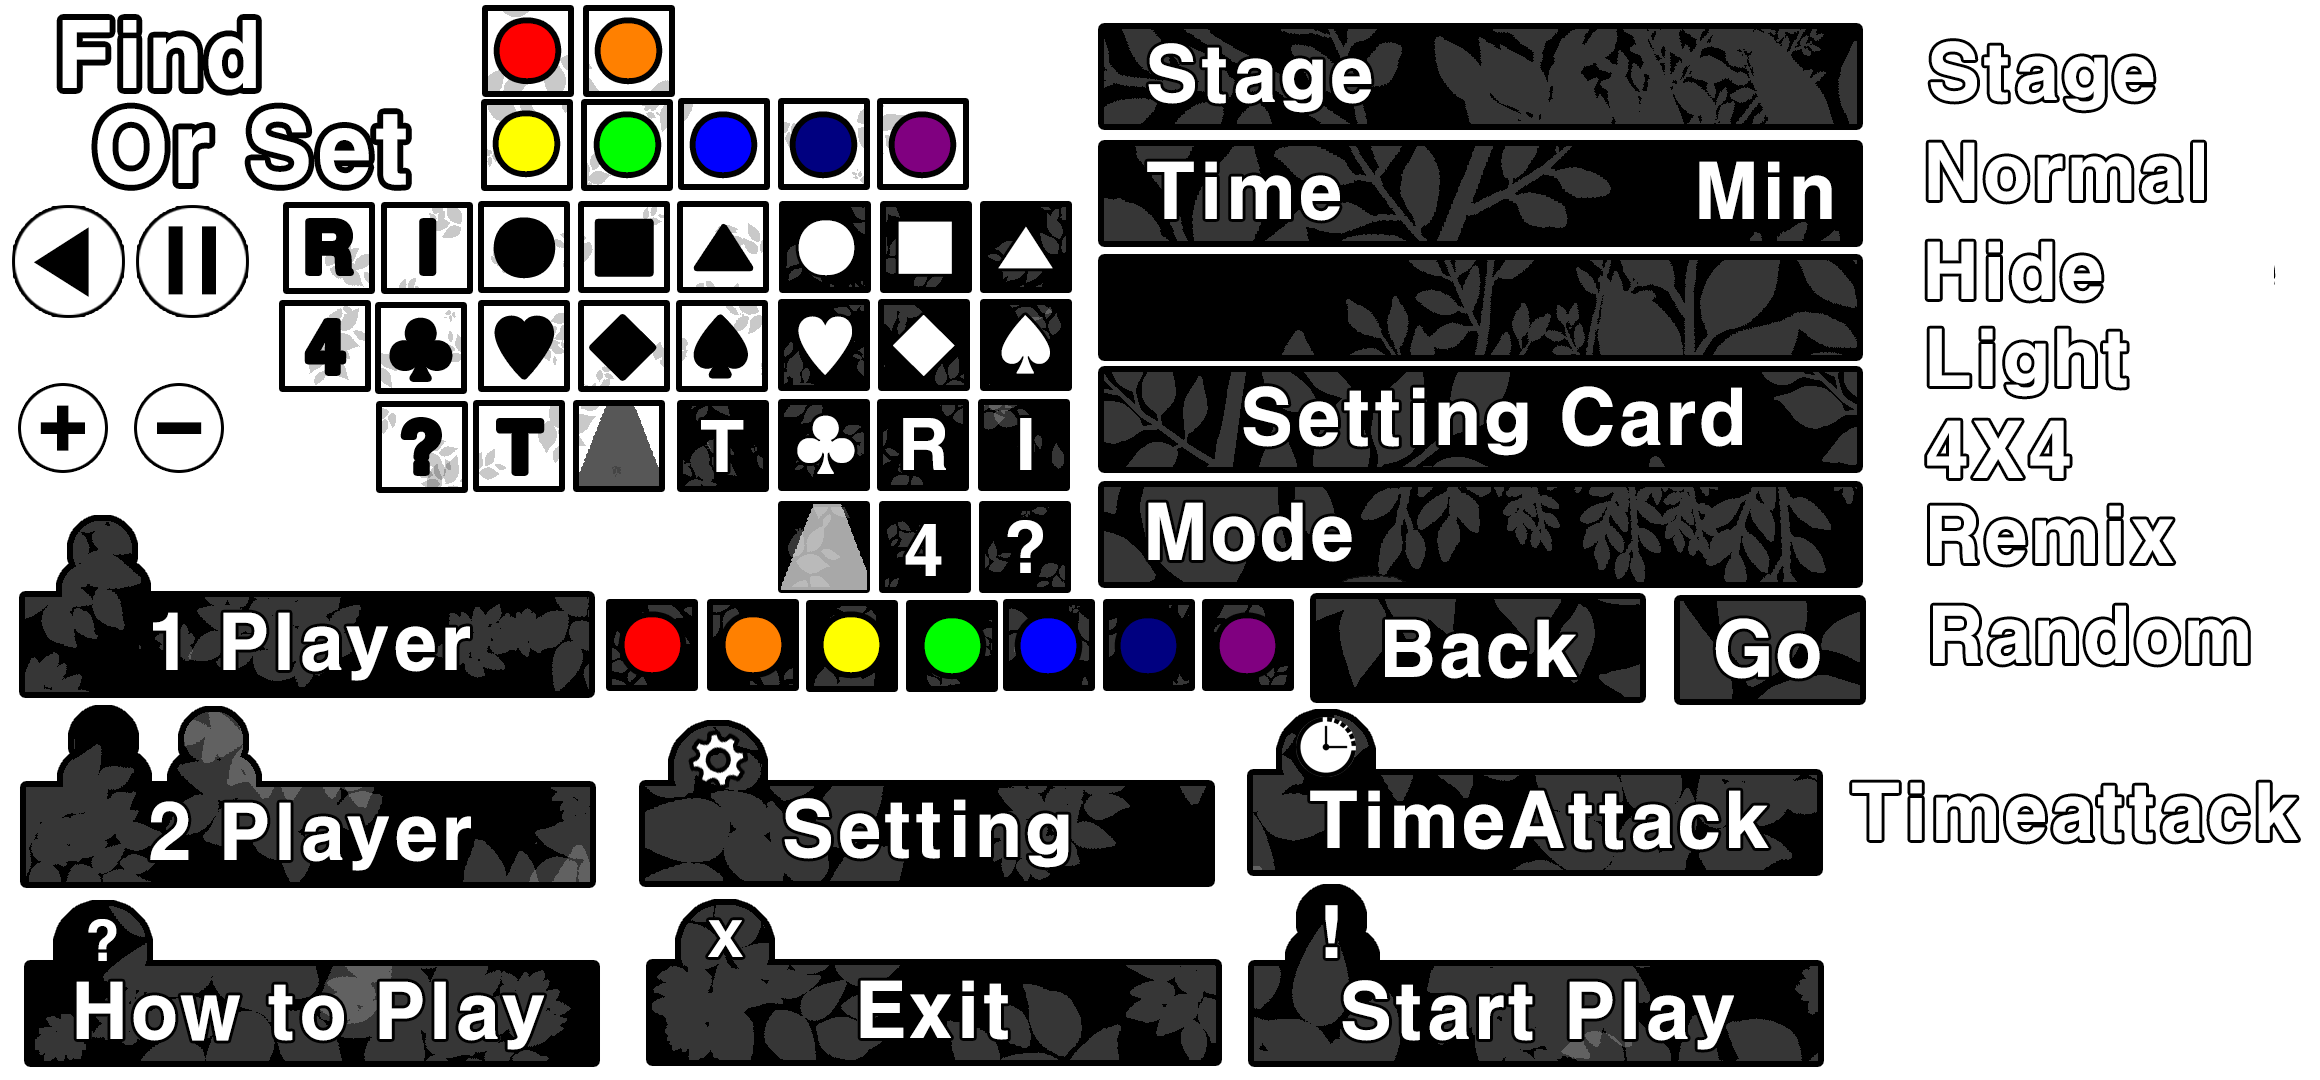 Find
Or Set
R I
4
? T T R I
4 ?
Stage
Time Min
Setting Card
Mode
Back Go
Stage
Normal
Hide
Light
4X4
Remix
Random
1 Player
2 Player
Setting
TimeAttack
Timeattack
?
How to Play
X
Exit
!
Start Play